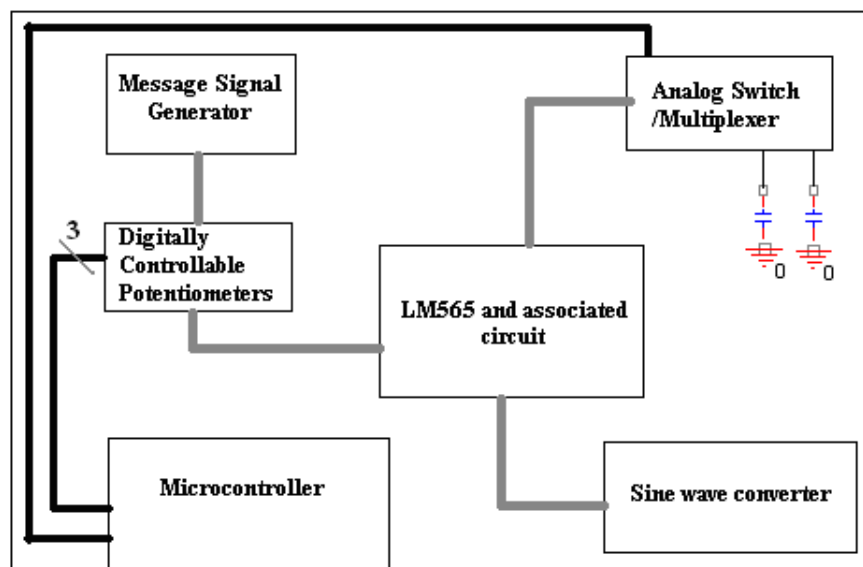 Message Signal
Generator
Analog Switch
/Multiplexer
3
Digitally
Controllable
Potentiometers
0
0
LM565 and associated
circuit
Microcontroller
Sine wave converter